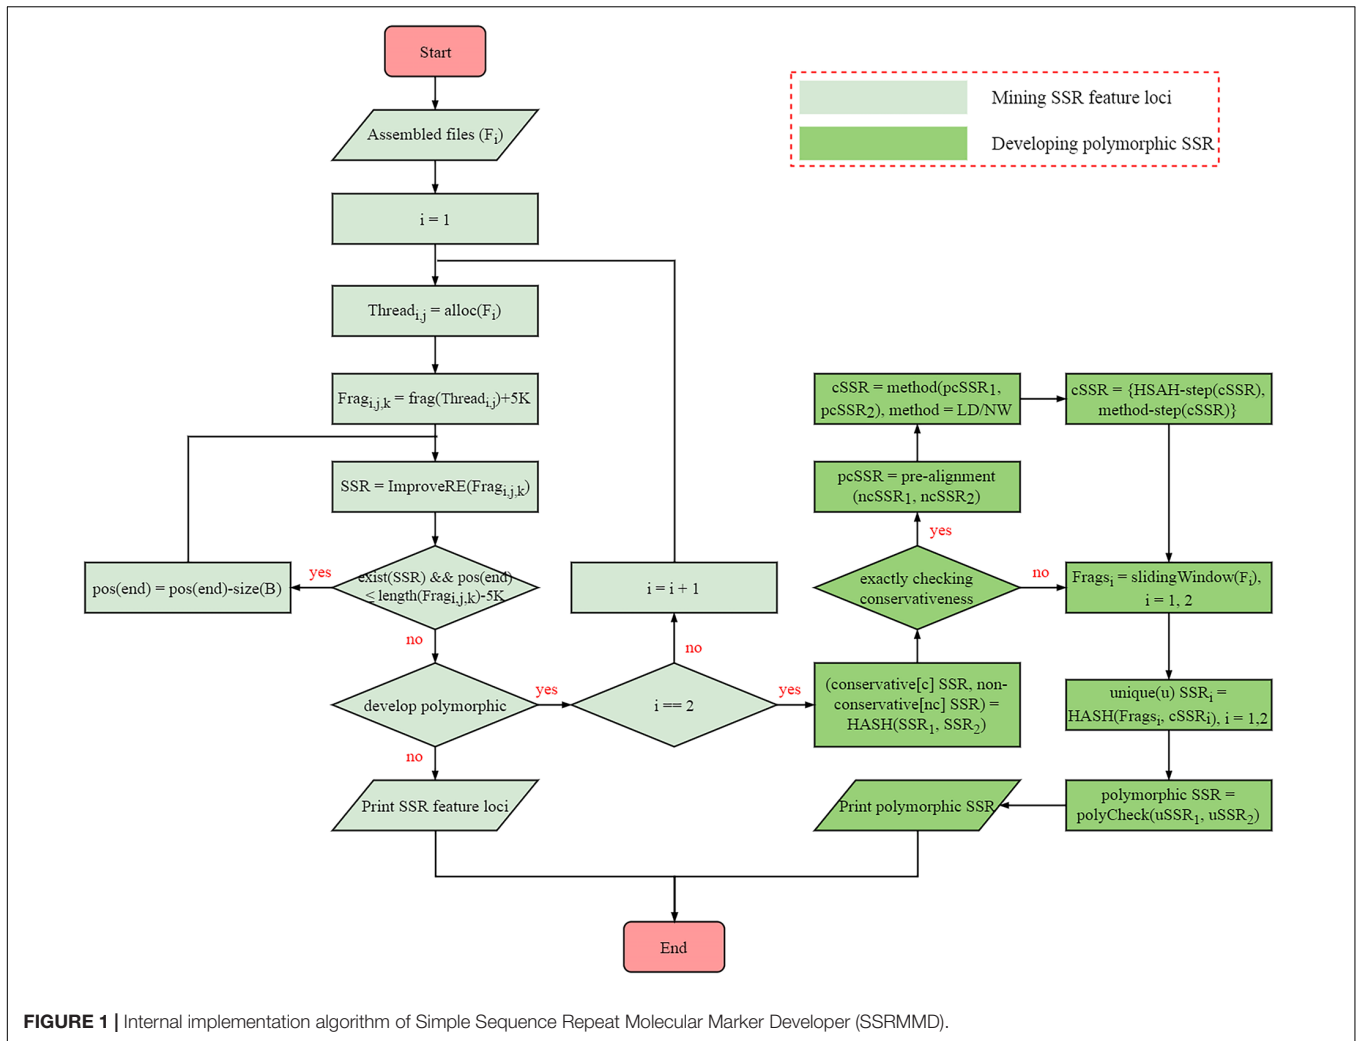 Start
Assembled files (Fi)
i = 1
Threadi,j = alloc(Fi)
Fragi,j,k = frag(Threadi,j)+5K
SSR = ImproveRE(Fragi,j,k)
exist(SSR) && pos(end)
< length(Fragi,j,k)-5K
yes
pos(end) = pos(end)-size(B)
no
develop polymorphic
yes
no
Print SSR feature loci
i == 2
no
i = i + 1
yes
(conservative[c] SSR, non-
conservative[nc] SSR) =
HASH(SSR1, SSR2)
exactly checking
conservativeness
yes
no
pcSSR = pre-alignment
(ncSSR1, ncSSR2)
cSSR = method(pcSSR1,
pcSSR2), method = LD/NW
cSSR = {HSAH-step(cSSR),
method-step(cSSR)}
Fragsi = slidingWindow(Fi),
i = 1, 2
unique(u) SSRi =
HASH(Fragsi, cSSRi), i = 1,2
polymorphic SSR =
polyCheck(uSSR1, uSSR2)
Print polymorphic SSR
End
Mining SSR feature loci
Developing polymorphic SSR
FIGURE 1 | Internal implementation algorithm of Simple Sequence Repeat Molecular Marker Developer (SSRMMD).